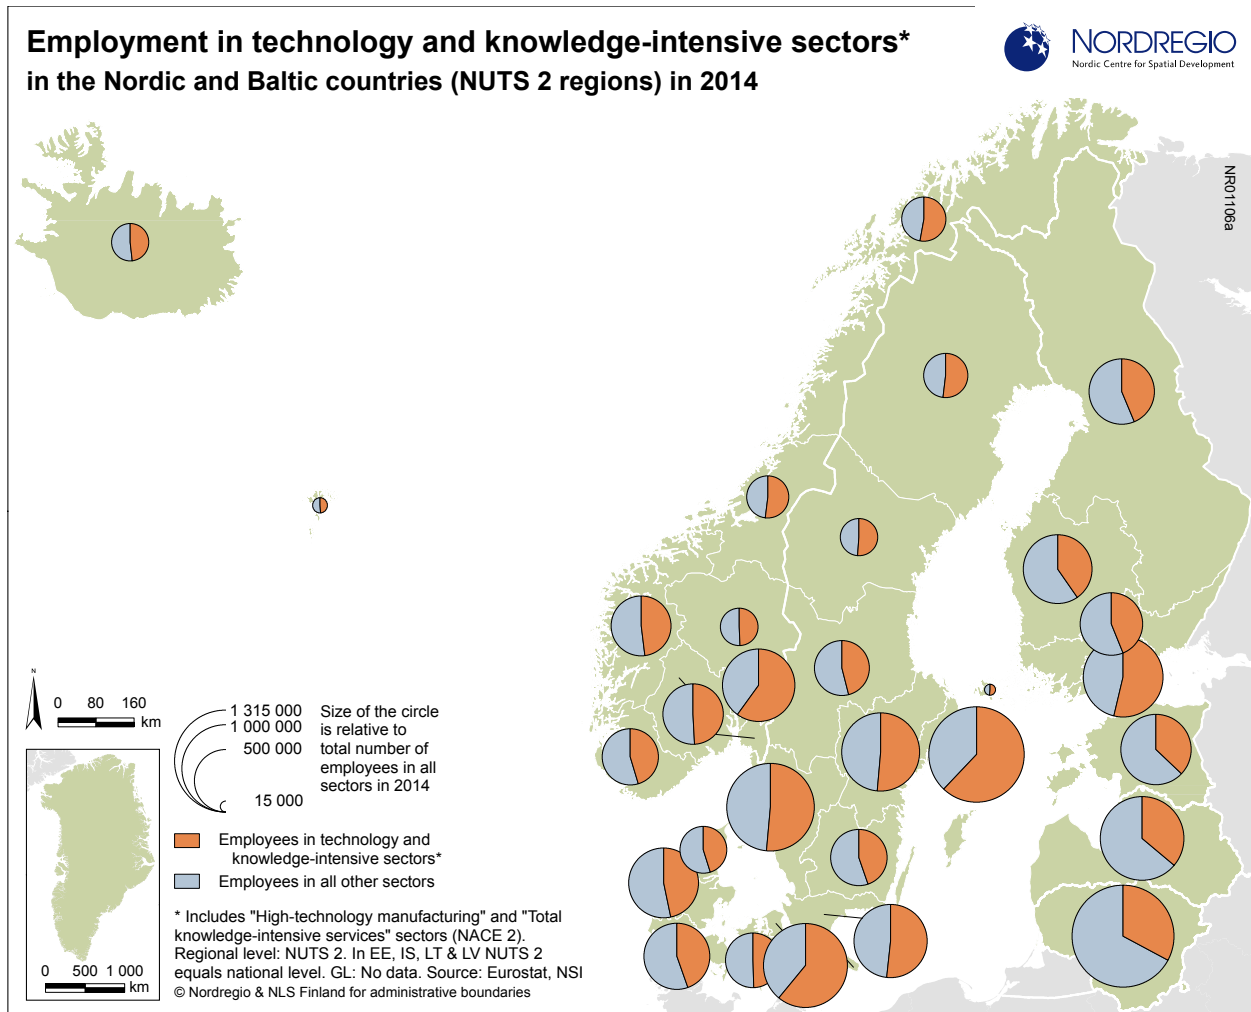 Employment in technology and knowledge-intensive sectors*
in the Nordic and Baltic countries (NUTS 2 regions) in 2014
NORDREGIO
Nordic Centre for Spatial Development
NR01106a
N
0 80 160
km
1 315 000
1 000 000
500 000
15 000
Size of the circle
is relative to
total number of
employees in all
sectors in 2014
Employees in technology and
knowledge-intensive sectors*
Employees in all other sectors
* Includes "High-technology manufacturing" and "Total
knowledge-intensive services" sectors (NACE 2).
Regional level: NUTS 2. In EE, IS, LT & LV NUTS 2
equals national level. GL: No data. Source: Eurostat, NSI
© Nordregio & NLS Finland for administrative boundaries
0 500 1 000
km